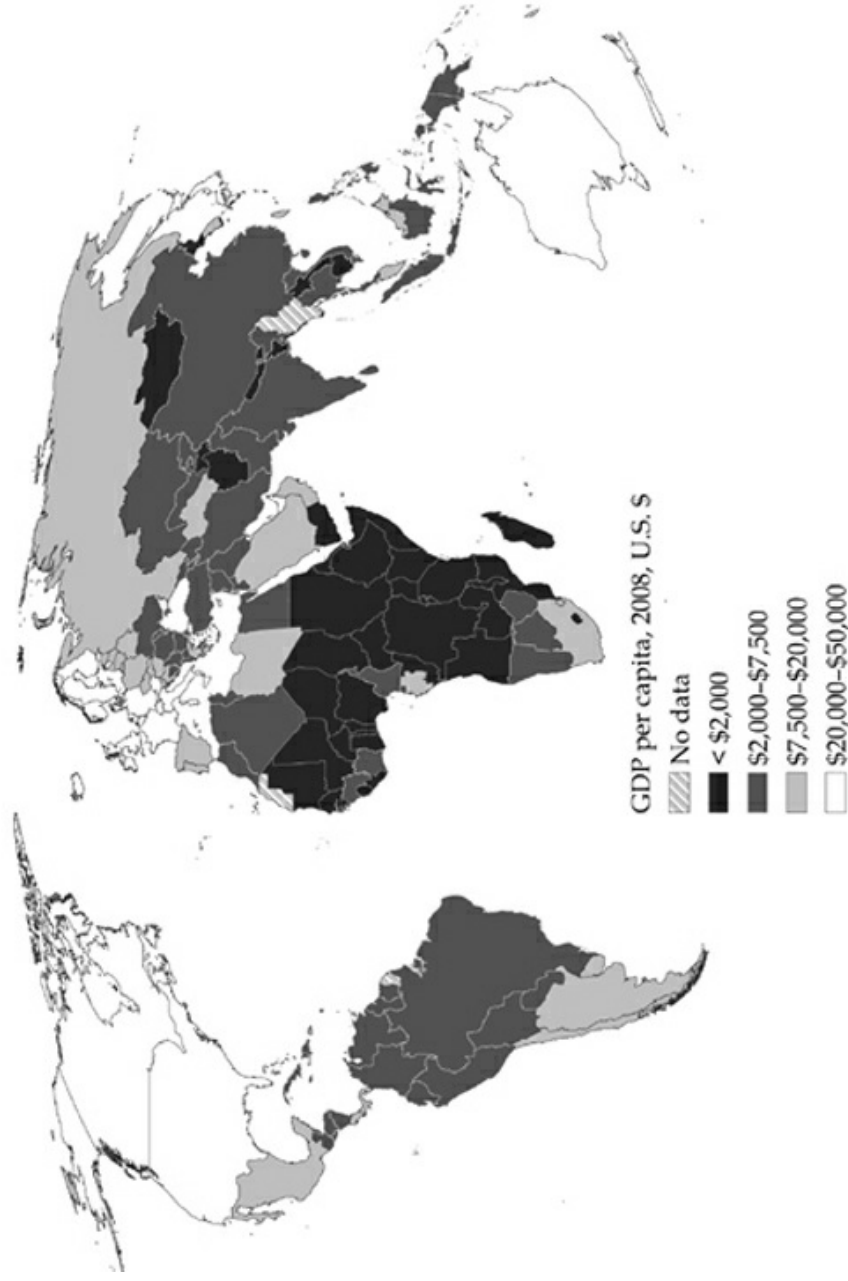 GDP per capita, 2008, U.S. $
No data
< $2,000
$2,000–$7,500
$7,500–$20,000
$20,000–$50,000